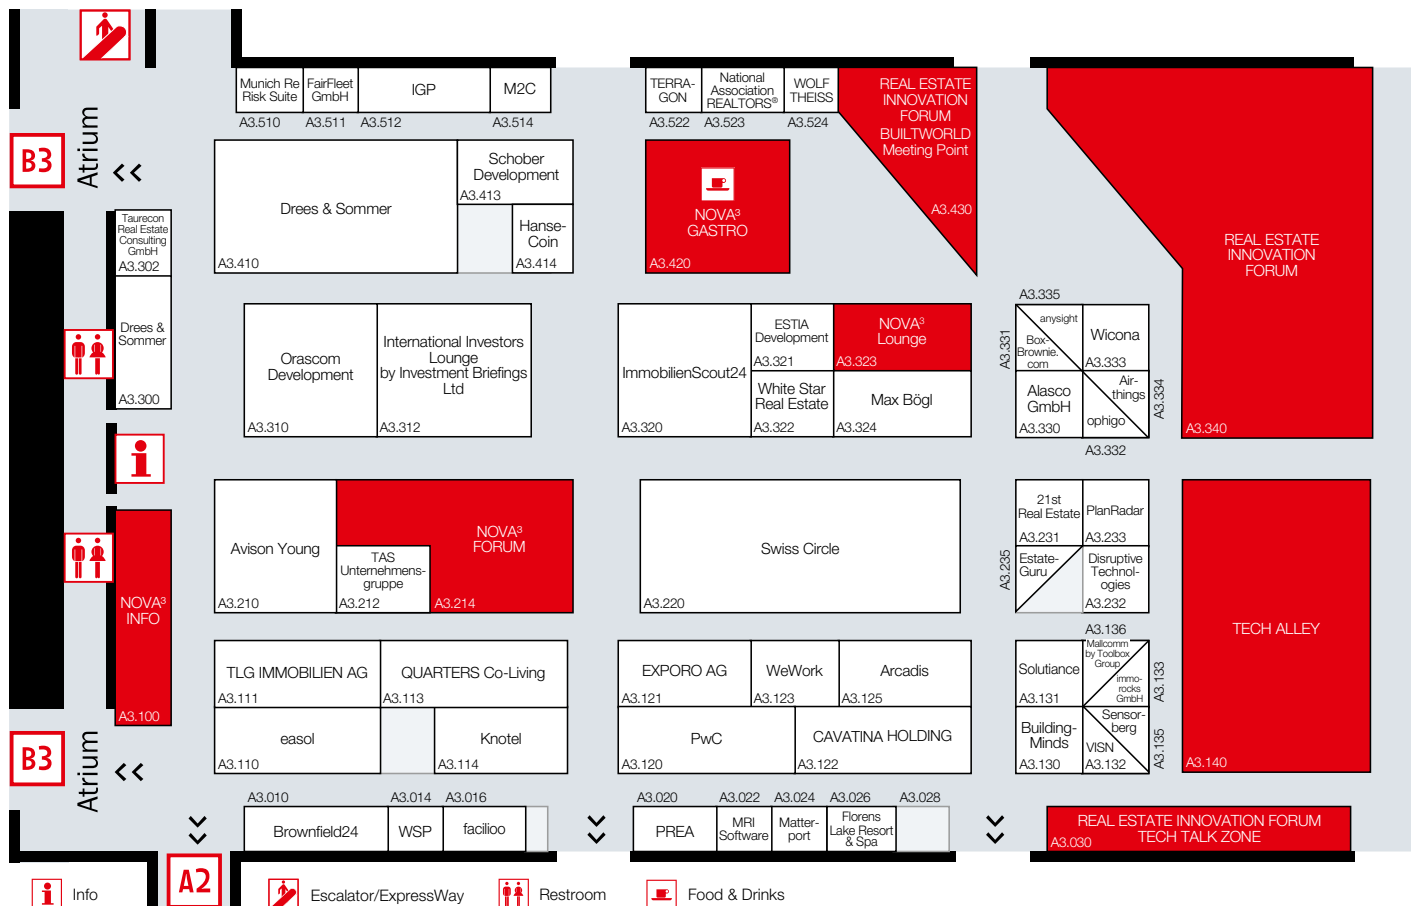 Munich Re
Risk Suite
A3.510
FairFleet
GmbH
A3.511
IGP
A3.512
M2C
A3.514
TERRA-
GON
A3.522
National
Association
REALTORS®
A3.523
WOLF
THEISS
A3.524
REAL ESTATE
INNOVATION
FORUM
BUILTWORLD
Meeting Point
A3.430
B3
Atrium
Drees & Sommer
A3.410
Schober
Development
A3.413
Hanse-
Coin
A3.414
NOVA³
GASTRO
A3.420
REAL ESTATE
INNOVATION
FORUM
A3.340
Taurecon
Real Estate
Consulting
GmbH
A3.302
Drees &
Sommer
A3.300
Orascom
Development
A3.310
International Investors
Lounge
by Investment Briefings
Ltd
A3.312
ImmobilienScout24
A3.320
ESTIA
Development
A3.321
NOVA³
Lounge
A3.323
White Star
Real Estate
A3.322
Max Bögl
A3.324
A3.335
anysight
A3.331
Box-
Brownie.
com
Wicona
A3.333
Alasco
GmbH
A3.330
Air-
things
A3.334
ophigo
A3.332
i
NOVA³
INFO
A3.100
Avison Young
A3.210
NOVA³
FORUM
A3.214
TAS
Unternehmens-
gruppe
A3.212
Swiss Circle
A3.220
21st
Real Estate
A3.231
PlanRadar
A3.233
A3.235
Estate-
Guru
Disruptive
Technol-
ogies
A3.232
TECH ALLEY
A3.140
TLG IMMOBILIEN AG
A3.111
QUARTERS Co-Living
A3.113
EXPORO AG
A3.121
WeWork
A3.123
Arcadis
A3.125
Solutiance
A3.131
A3.136
Mallcomm
by Toolbox
Group
immo-
rocks
GmbH
A3.133
B3
Atrium
easol
A3.110
Knotel
A3.114
PwC
A3.120
CAVATINA HOLDING
A3.122
Building-
Minds
A3.130
Sensor-
berg
A3.135
VISN
A3.132
A3.010
Brownfield24
A3.014
WSP
A3.016
facilioo
A3.020
PREA
A3.022
MRI
Software
A3.024
Matter-
port
A3.026
Florens
Lake Resort
& Spa
A3.028
REAL ESTATE INNOVATION FORUM
TECH TALK ZONE
A3.030
A2
i Info
Escalator/ExpressWay
Restroom
Food & Drinks